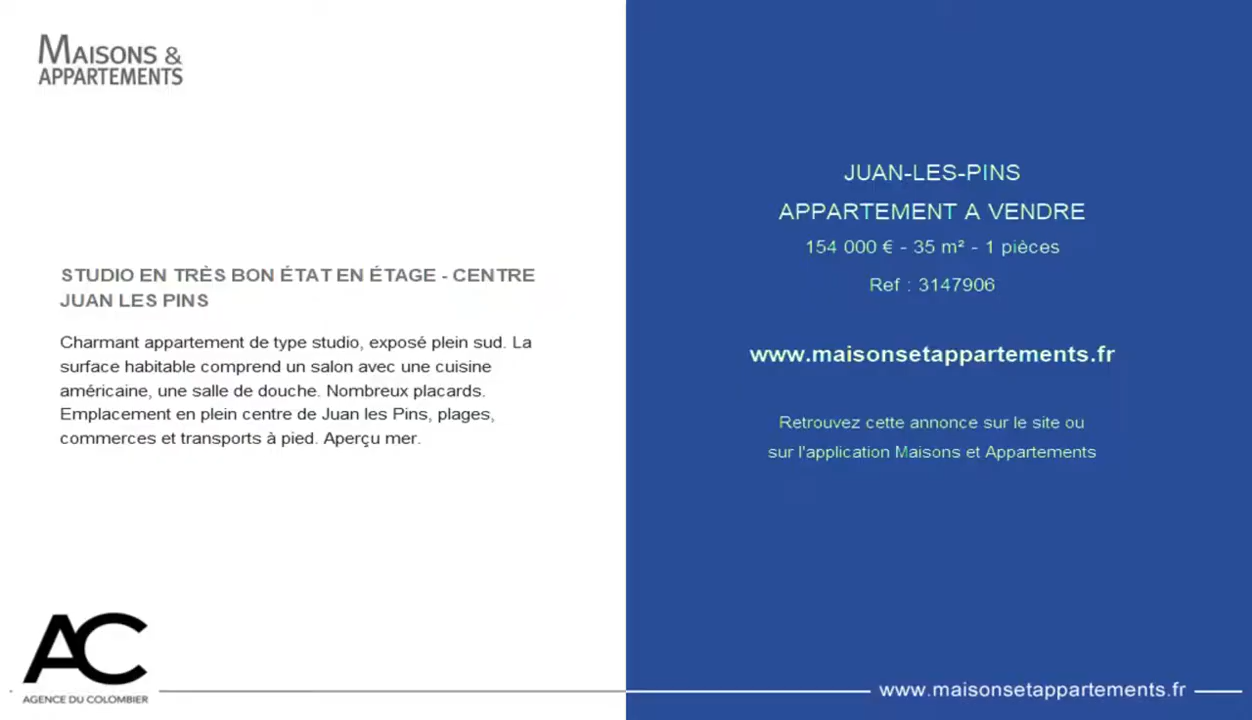 MAISONS &
APPARTEMENTS
STUDIO EN TRÈS BON ÉTAT EN ÉTAGE - CENTRE
JUAN LES PINS
Charmant appartement de type studio, exposé plein sud. La
surface habitable comprend un salon avec une cuisine
américaine, une salle de douche. Nombreux placards.
Emplacement en plein centre de Juan les Pins, plages,
commerces et transports à pied. Aperçu mer.
AC
AGENCE DU COLOMBIER
JUAN-LES-PINS
APPARTEMENT A VENDRE
154 000 € - 35 m² - 1 pièces
Ref : 3147906
www.maisonsetappartements.fr
Retrouvez cette annonce sur le site ou
sur l'application Maisons et Appartements
www.maisonsetappartements.fr